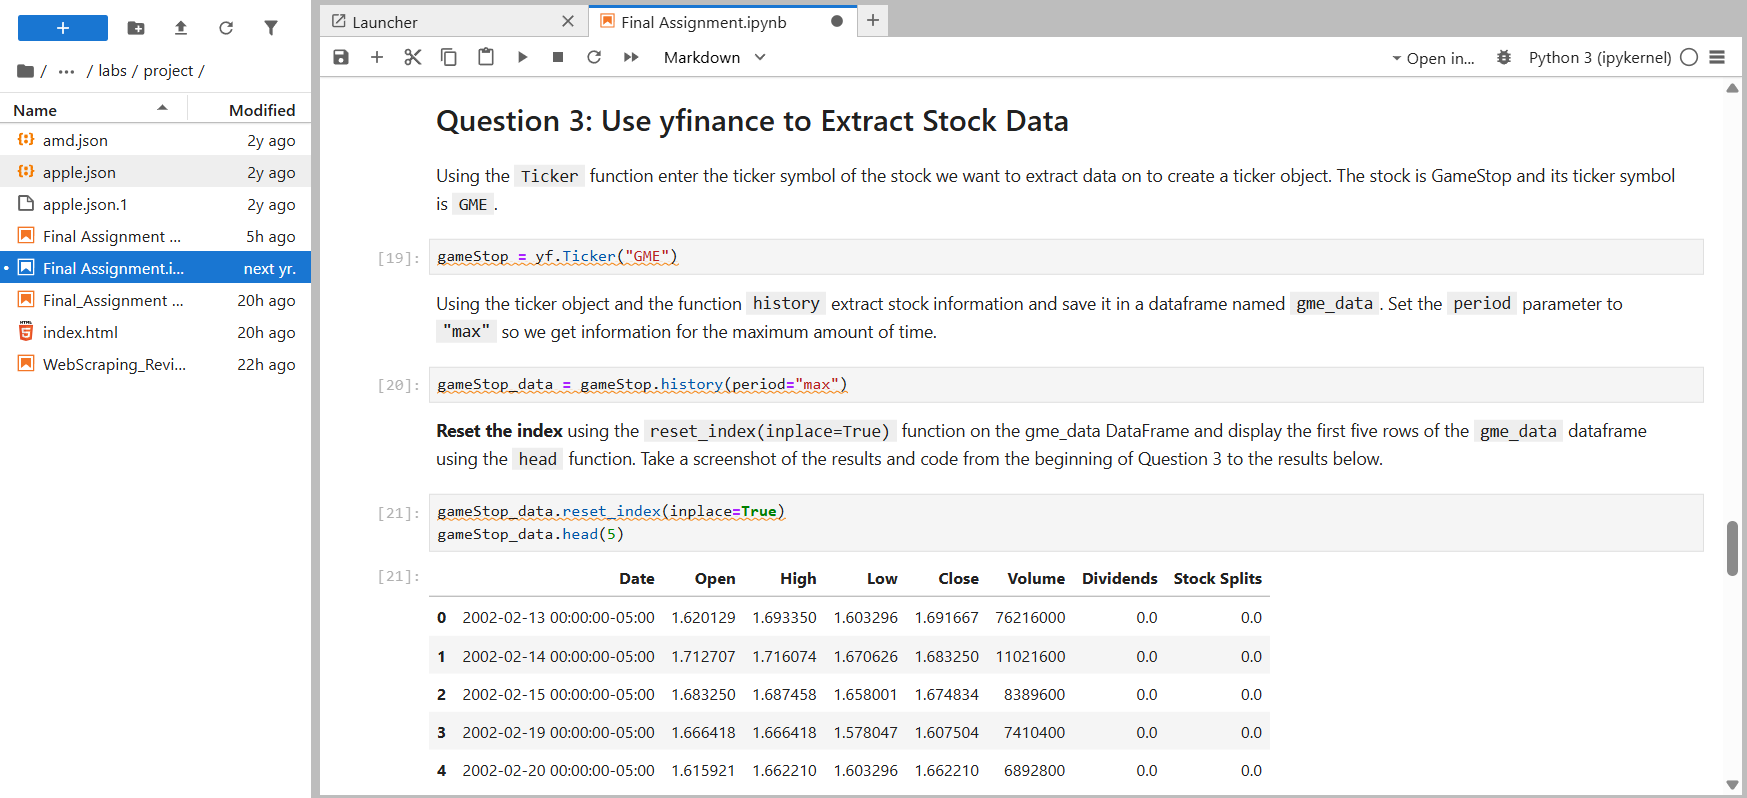 +
/ ··· / labs / project /
Name Modified
amd.json 2y ago
apple.json 2y ago
apple.json.1 2y ago
Final Assignment ... 5h ago
Final Assignment.i... next yr.
Final_Assignment ... 20h ago
index.html 20h ago
WebScraping_Revi... 22h ago
Launcher
Final Assignment.ipynb
Markdown
Open in...
Python 3 (ipykernel)
Question 3: Use yfinance to Extract Stock Data
Using the Ticker function enter the ticker symbol of the stock we want to extract data on to create a ticker object. The stock is GameStop and its ticker symbol
is GME .
[19]: gameStop = yf.Ticker("GME")
Using the ticker object and the function history extract stock information and save it in a dataframe named gme_data . Set the period parameter to
"max" so we get information for the maximum amount of time.
[20]: gameStop_data = gameStop.history(period="max")
Reset the index using the reset_index(inplace=True) function on the gme_data DataFrame and display the first five rows of the gme_data dataframe
using the head function. Take a screenshot of the results and code from the beginning of Question 3 to the results below.
[21]: gameStop_data.reset_index(inplace=True)
gameStop_data.head(5)
[21]:
Date Open High Low Close Volume Dividends Stock Splits
0 2002-02-13 00:00:00-05:00 1.620129 1.693350 1.603296 1.691667 76216000 0.0 0.0
1 2002-02-14 00:00:00-05:00 1.712707 1.716074 1.670626 1.683250 11021600 0.0 0.0
2 2002-02-15 00:00:00-05:00 1.683250 1.687458 1.658001 1.674834 8389600 0.0 0.0
3 2002-02-19 00:00:00-05:00 1.666418 1.666418 1.578047 1.607504 7410400 0.0 0.0
4 2002-02-20 00:00:00-05:00 1.615921 1.662210 1.603296 1.662210 6892800 0.0 0.0